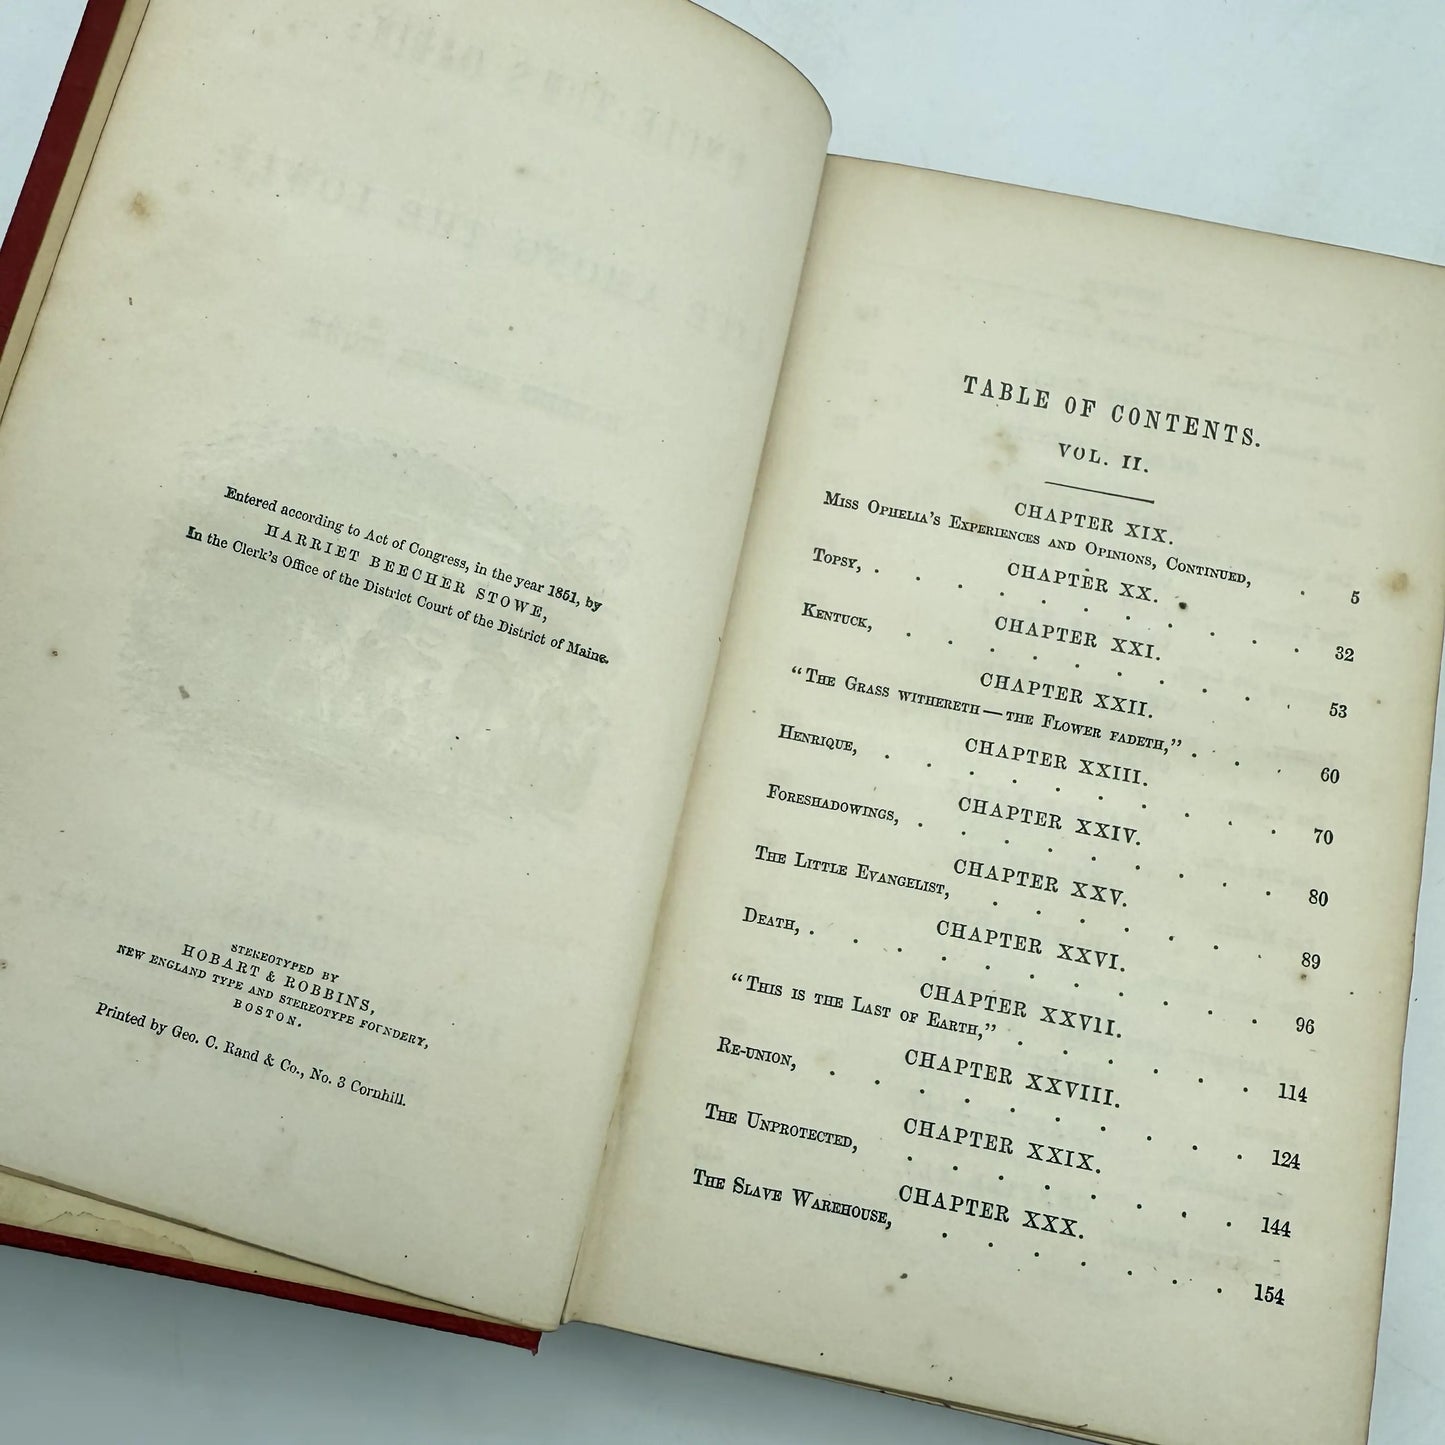 Entered according to Act of Congress, in the year 1851, by
HARRIET BEECHER STOWE,
In the Clerk's Office of the District Court of the District of Maine.
STEREOTYPED BY
HOBART & ROBBINS,
NEW ENGLAND TYPE AND STEREOTYPE FOUNDERY,
BOSTON.
Printed by Geo. C. Rand & Co., No. 3 Cornhill.
TABLE OF CONTENTS.
VOL. II.
CHAPTER XIX.
MISS OPHELIA'S EXPERIENCES AND OPINIONS, CONTINUED, . 5
CHAPTER XX.
TOPSY, . . . . . . . . . . . 32
CHAPTER XXI.
KENTUCK, . . . . . . . . . . 53
CHAPTER XXII.
"THE GRASS WITHERETH — THE FLOWER FADETH," . . . 60
CHAPTER XXIII.
HENRIQUE, . . . . . . . . . . 70
CHAPTER XXIV.
FORESHADOWINGS, . . . . . . . . . 80
CHAPTER XXV.
THE LITTLE EVANGELIST, . . . . . . . 89
CHAPTER XXVI.
DEATH, . . . . . . . . . . . 96
CHAPTER XXVII.
"THIS IS THE LAST OF EARTH," . . . . . . 114
CHAPTER XXVIII.
RE-UNION, . . . . . . . . . . 124
CHAPTER XXIX.
THE UNPROTECTED, . . . . . . . . 144
CHAPTER XXX.
THE SLAVE WAREHOUSE, . . . . . . . 154